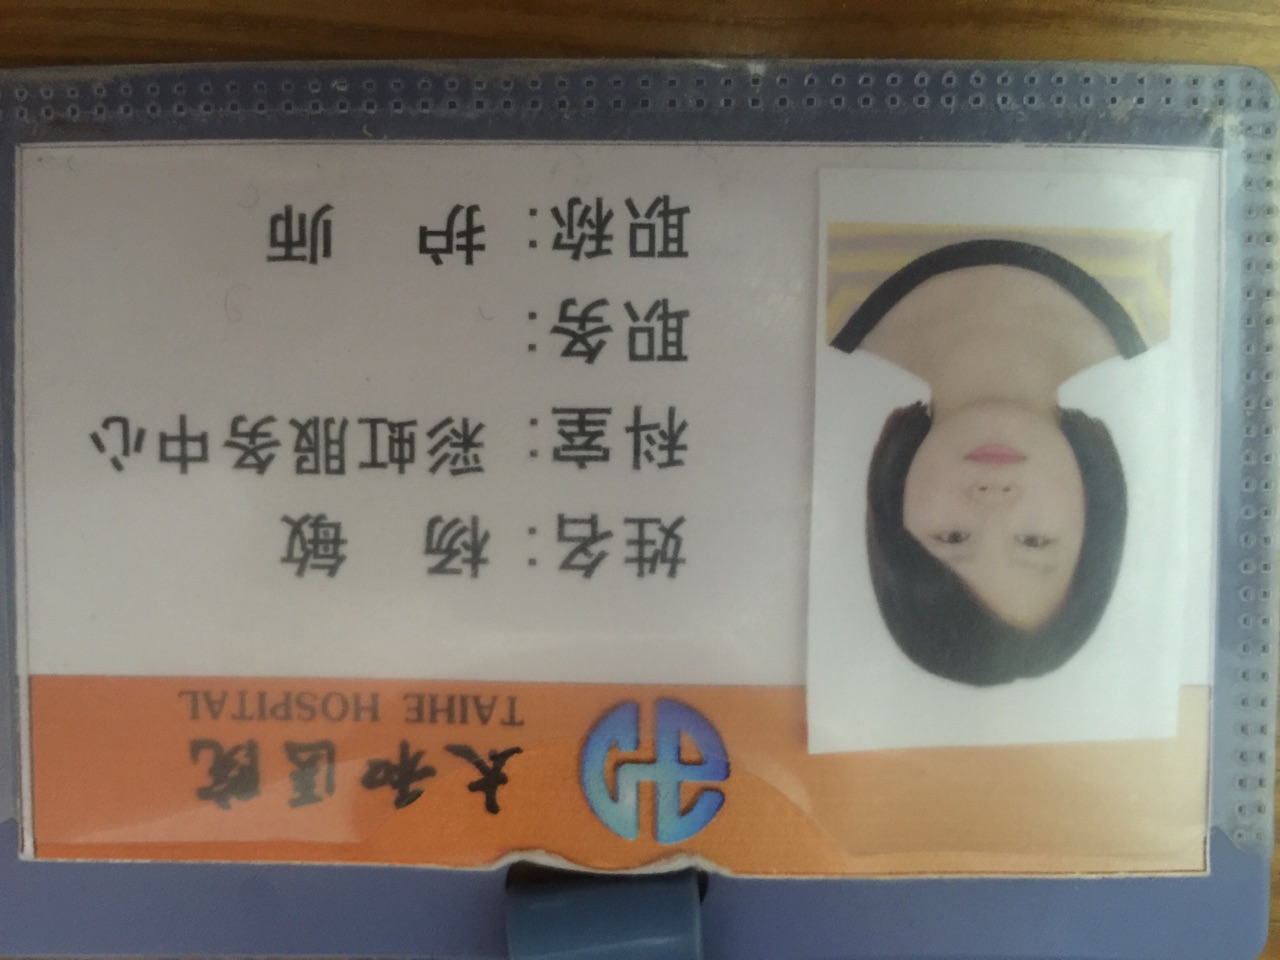 太和医院
TAIHE HOSPITAL
姓名：杨 敏
科室：彩虹服务中心
职务：
职称：护 师